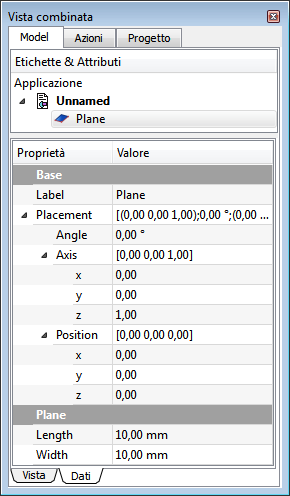 Vista combinata
Model Azioni Progetto
Etichette & Attributi
Applicazione
Unnamed
Plane
Proprietà Valore
Base
Label Plane
Placement [(0,00 0,00 1,00);0,00 °;(0,00 ...
Angle 0,00 °
Axis [0,00 0,00 1,00]
x 0,00
y 0,00
z 1,00
Position [0,00 0,00 0,00]
x 0,00
y 0,00
z 0,00
Plane
Length 10,00 mm
Width 10,00 mm
Vista Dati